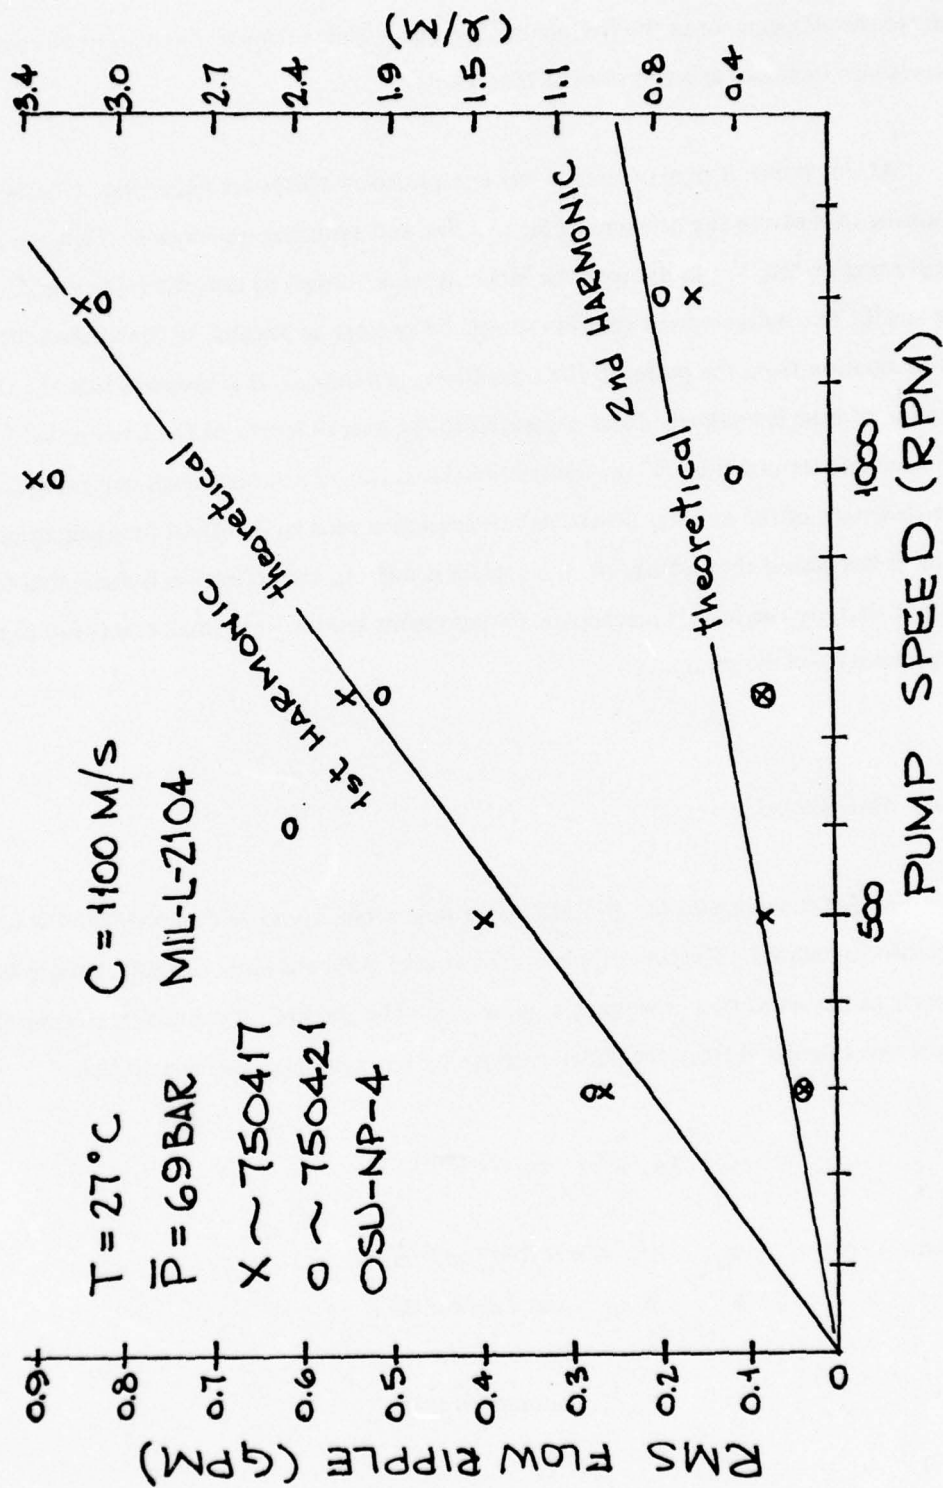 T = 27°C C = 1100 M/S
P̅ = 69 BAR MIL-L-2104
X ~ 750417
O ~ 750421
OSU-NP-4
RMS FLOW RIPPLE (GPM)
0.9
0.8
0.7
0.6
0.5
0.4
0.3
0.2
0.1
0
1st HARMONIC
theoretical
2nd HARMONIC
theoretical
3.4
3.0
2.7
2.4
1.9
1.5
1.1
0.8
0.4
500
1000
PUMP SPEED (RPM)